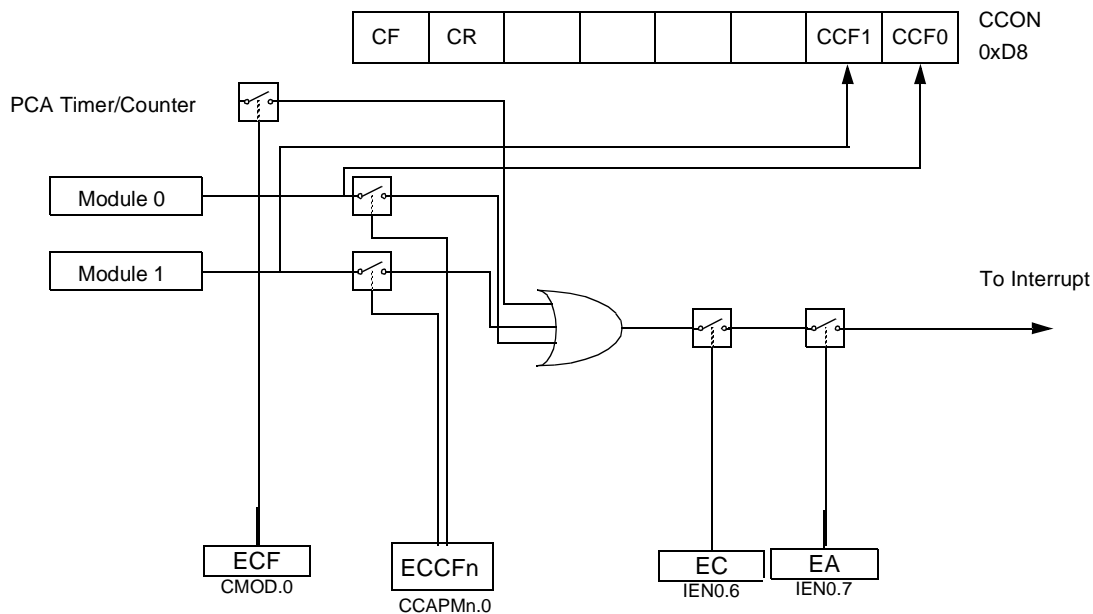 CF CR CCF1 CCF0
CCON
0xD8
PCA Timer/Counter
Module 0
Module 1
To Interrupt
ECF
CMOD.0
ECCFn
CCAPMn.0
EC
IEN0.6
EA
IEN0.7